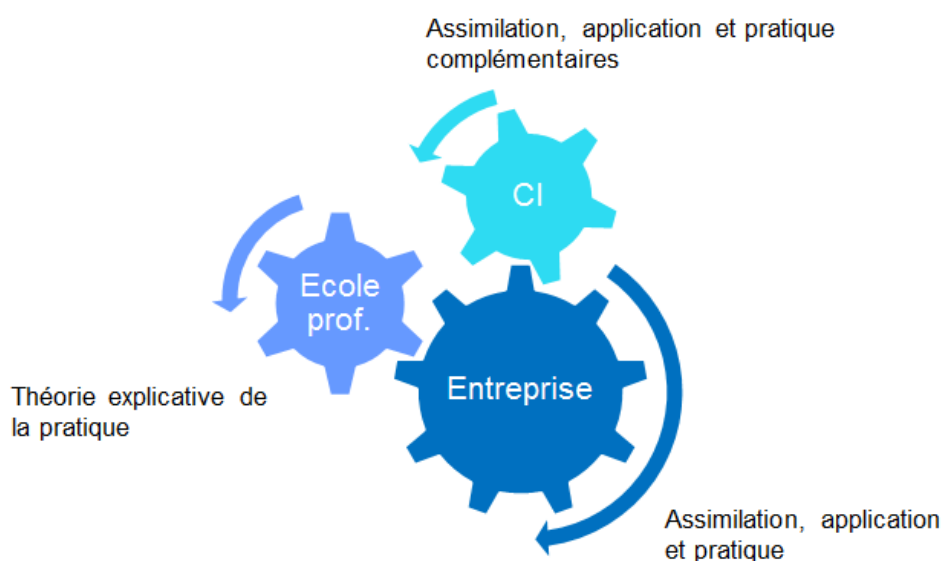 Assimilation, application et pratique
complémentaires
CI
Ecole
prof.
Entreprise
Théorie explicative de
la pratique
Assimilation, application
et pratique